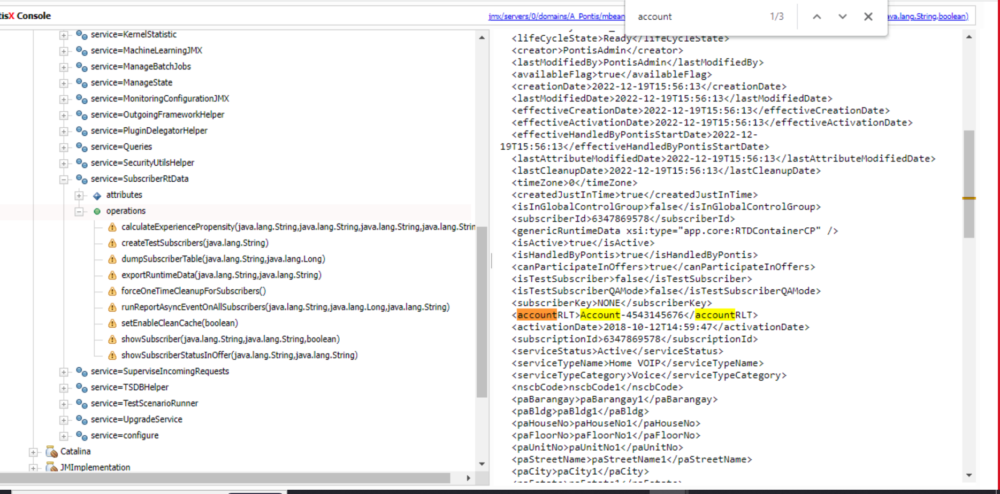 tisX Console
jmx/servers/0/domains/A_Pontis/mbean
ava.lang.String,boolean)
account
1/3
service=KernelStatistic
service=MachineLearningJMX
service=ManageBatchJobs
service=ManageState
service=MonitoringConfigurationJMX
service=OutgoingFrameworkHelper
service=PluginDelegatorHelper
service=Queries
service=SecurityUtilsHelper
service=SubscriberRtData
attributes
operations
calculateExperiencePropensity(java.lang.String,java.lang.String,java.lang.String,java.lang.Strin
createTestSubscribers(java.lang.String)
dumpSubscriberTable(java.lang.String,java.lang.Long)
exportRuntimeData(java.lang.String,java.lang.String)
forceOneTimeCleanupForSubscribers()
runReportAsyncEventOnAllSubscribers(java.lang.String,java.lang.Long,java.lang.String)
setEnableCleanCache(boolean)
showSubscriber(java.lang.String,java.lang.String,boolean)
showSubscriberStatusInOffer(java.lang.String,java.lang.String)
service=SuperviseIncomingRequests
service=TSDBHelper
service=TestScenarioRunner
service=UpgradeService
service=configure
Catalina
JMImplementation
<lifeCycleState>Ready</lifeCycleState>
<creator>PontisAdmin</creator>
<lastModifiedBy>PontisAdmin</lastModifiedBy>
<availableFlag>true</availableFlag>
<creationDate>2022-12-19T15:56:13</creationDate>
<lastModifiedDate>2022-12-19T15:56:13</lastModifiedDate>
<effectiveCreationDate>2022-12-19T15:56:13</effectiveCreationDate>
<effectiveActivationDate>2022-12-19T15:56:13</effectiveActivationDate>
<effectiveHandledByPontisStartDate>2022-12-
19T15:56:13</effectiveHandledByPontisStartDate>
<lastAttributeModifiedDate>2022-12-19T15:56:13</lastAttributeModifiedDate>
<lastCleanupDate>2022-12-19T15:56:13</lastCleanupDate>
<timeZone>0</timeZone>
<createdJustInTime>true</createdJustInTime>
<isInGlobalControlGroup>false</isInGlobalControlGroup>
<subscriberId>6347869578</subscriberId>
<genericRuntimeData xsi:type="app.core:RTDContainerCP" />
<isActive>true</isActive>
<isHandledByPontis>true</isHandledByPontis>
<canParticipateInOffers>true</canParticipateInOffers>
<isTestSubscriber>false</isTestSubscriber>
<isTestSubscriberQAMode>false</isTestSubscriberQAMode>
<subscriberKey>NONE</subscriberKey>
<accountRLT>Account-4543145676</accountRLT>
<activationDate>2018-10-12T14:59:47</activationDate>
<subscriptionId>6347869578</subscriptionId>
<serviceStatus>Active</serviceStatus>
<serviceTypeName>Home VOIP</serviceTypeName>
<serviceTypeCategory>Voice</serviceTypeCategory>
<nscbCode>nscbCode1</nscbCode>
<paBarangay>paBarangay1</paBarangay>
<paBldg>paBldg1</paBldg>
<paHouseNo>paHouseNo1</paHouseNo>
<paFloorNo>paFloorNo1</paFloorNo>
<paUnitNo>paUnitNo1</paUnitNo>
<paStreetName>paStreetName1</paStreetName>
<paCity>paCity1</paCity>